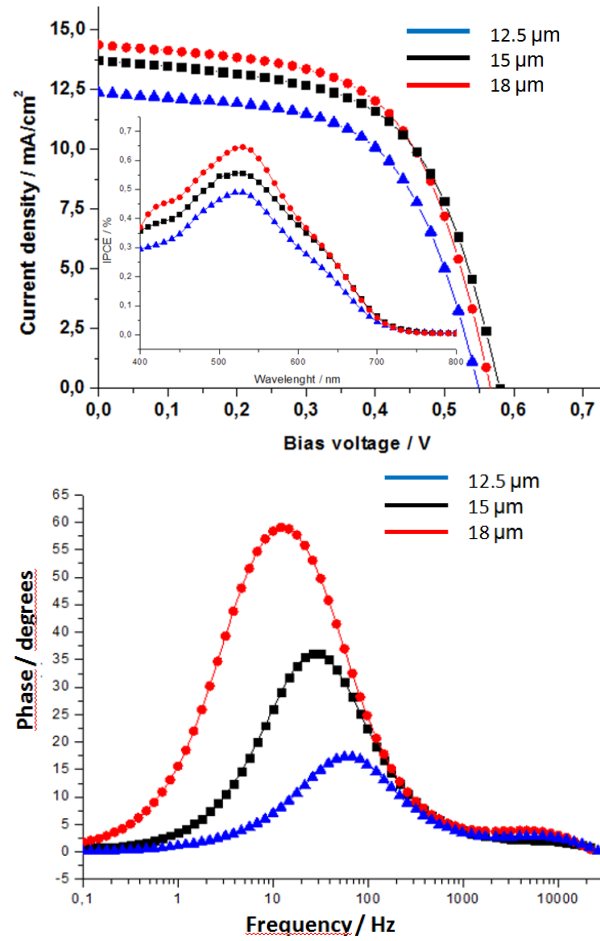 15,0
12,5
10,0
7,5
5,0
2,5
0,0
Current density / mA/cm²
12.5 µm
15 µm
18 µm
0,7
0,6
0,5
0,4
0,3
0,2
0,1
0,0
IPCE / %
400 500 600 700 800
Wavelenght / nm
0,0 0,1 0,2 0,3 0,4 0,5 0,6 0,7
Bias voltage / V
65
60
55
50
45
40
35
30
25
20
15
10
5
0
-5
Phase / degrees
12.5 µm
15 µm
18 µm
0,1 1 10 100 1000 10000
Frequency / Hz